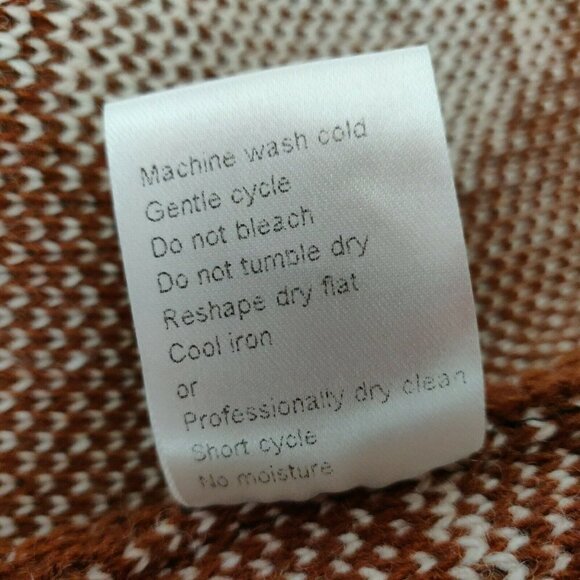 Machine wash cold
Gentle cycle
Do not bleach
Do not tumble dry
Reshape dry flat
Cool iron
or
Professionally dry clean
Short cycle
No moisture